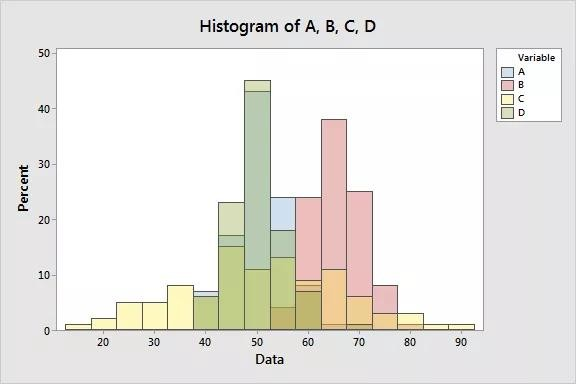 Histogram of A, B, C, D
Variable
A
B
C
D
50
40
30
20
10
0
Percent
20 30 40 50 60 70 80 90
Data